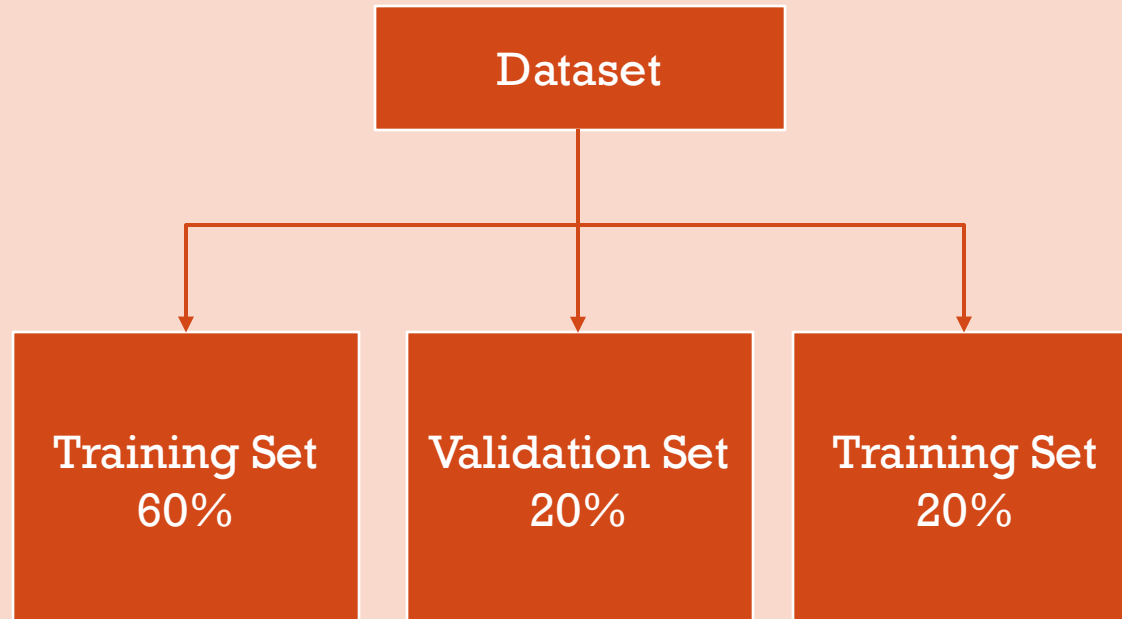 Dataset
Training Set
60%
Validation Set
20%
Training Set
20%